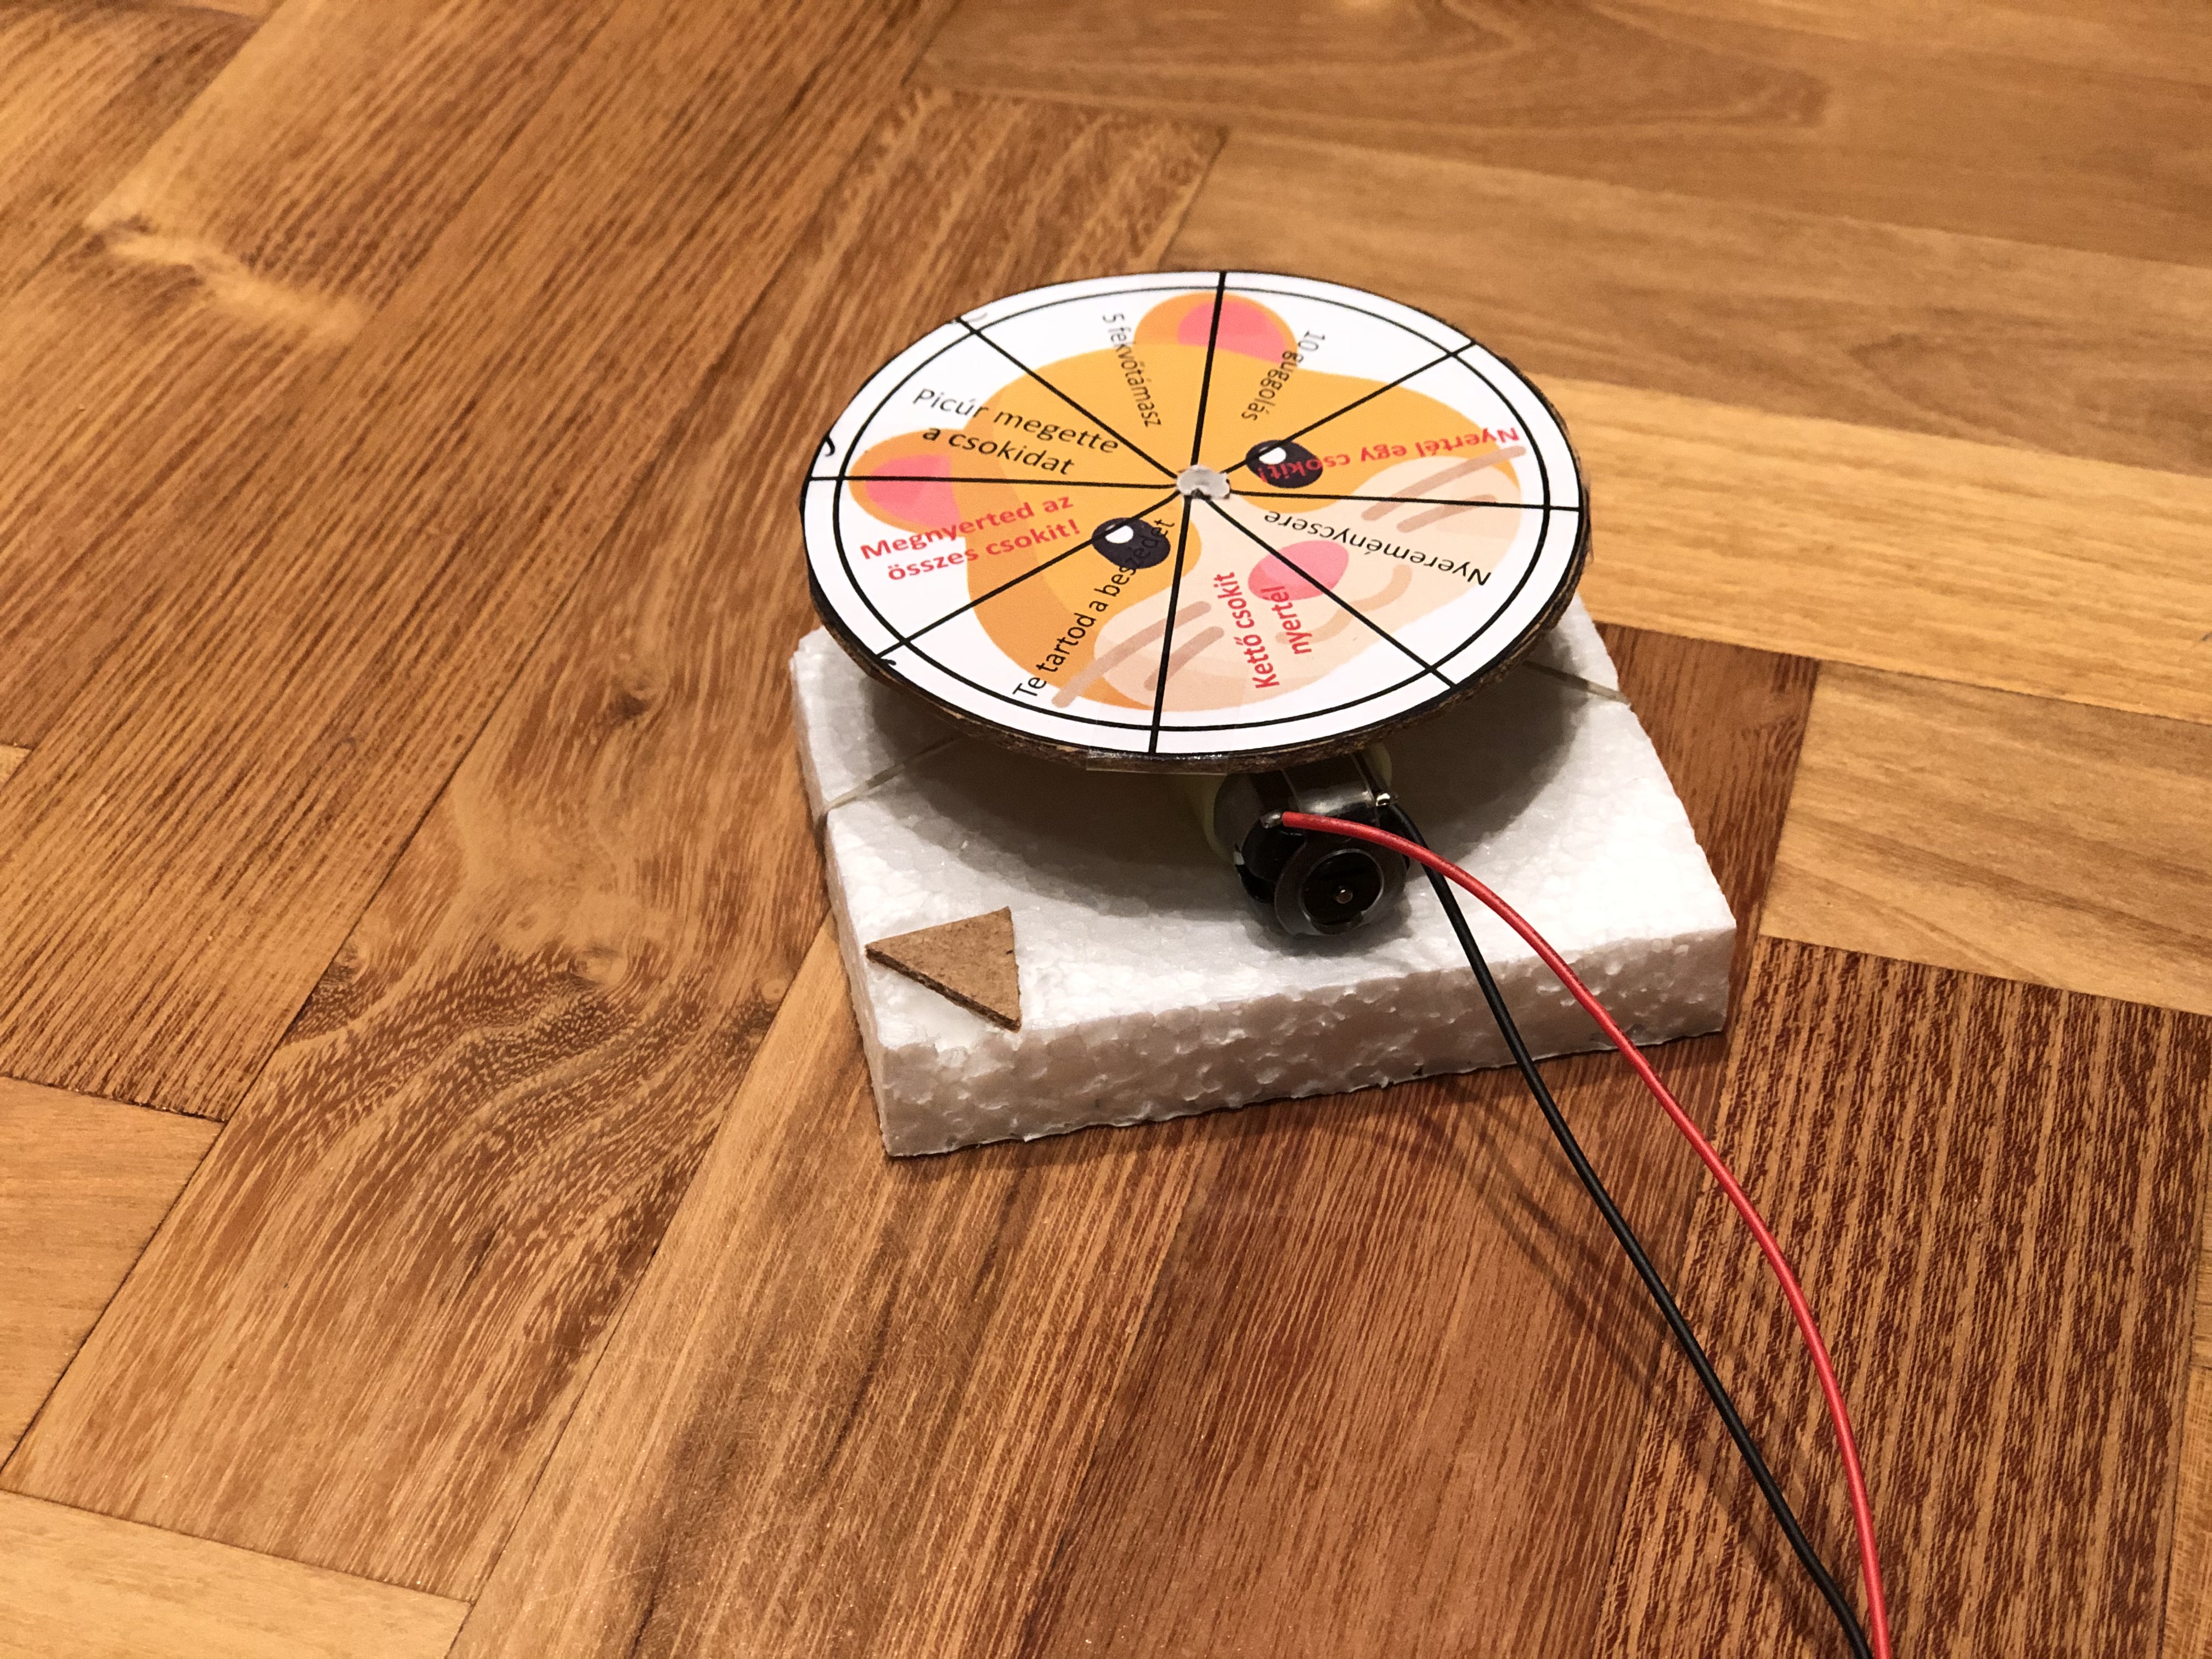 5 fekvőtámasz
10 guggolás
Nyertél egy csokit!
Nyereménycsere
Kettő csokit
nyertél
Te tartod a beszédet
Megnyerted az
összes csokit!
Picúr megette
a csokidat